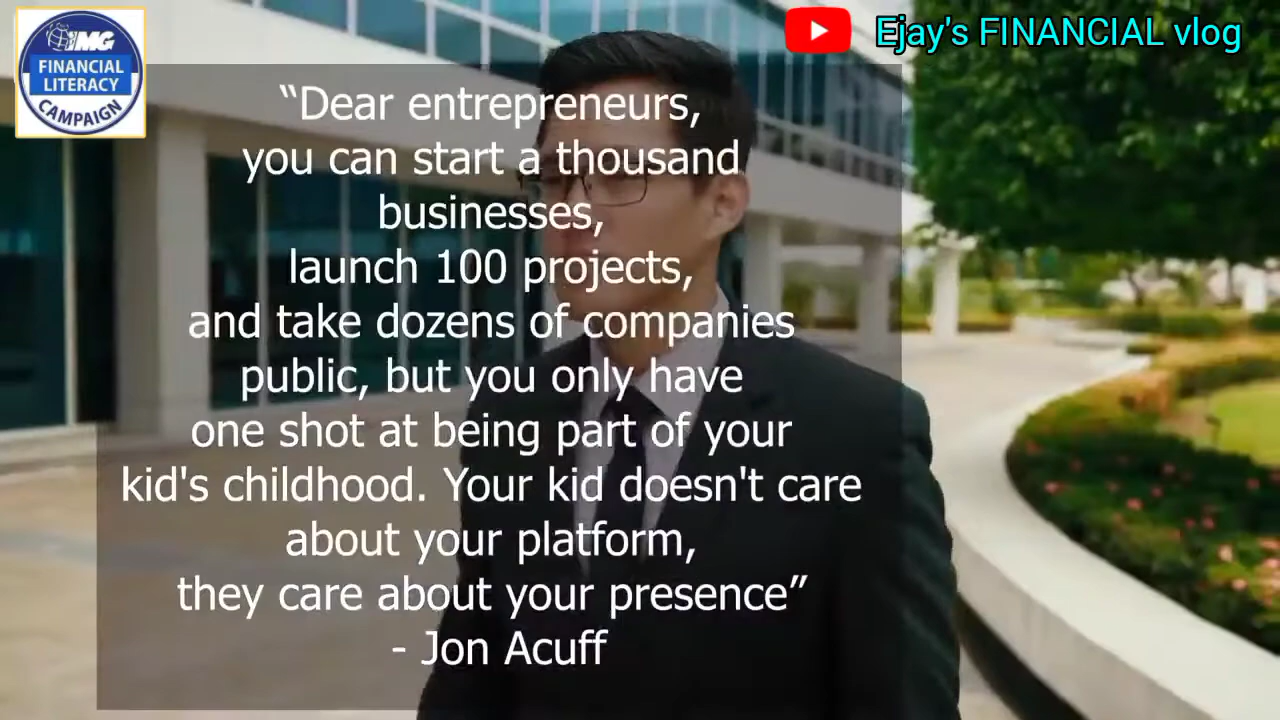 IMG
FINANCIAL
LITERACY
CAMPAIGN
Ejay's FINANCIAL vlog
“Dear entrepreneurs,
you can start a thousand
businesses,
launch 100 projects,
and take dozens of companies
public, but you only have
one shot at being part of your
kid's childhood. Your kid doesn't care
about your platform,
they care about your presence”
- Jon Acuff